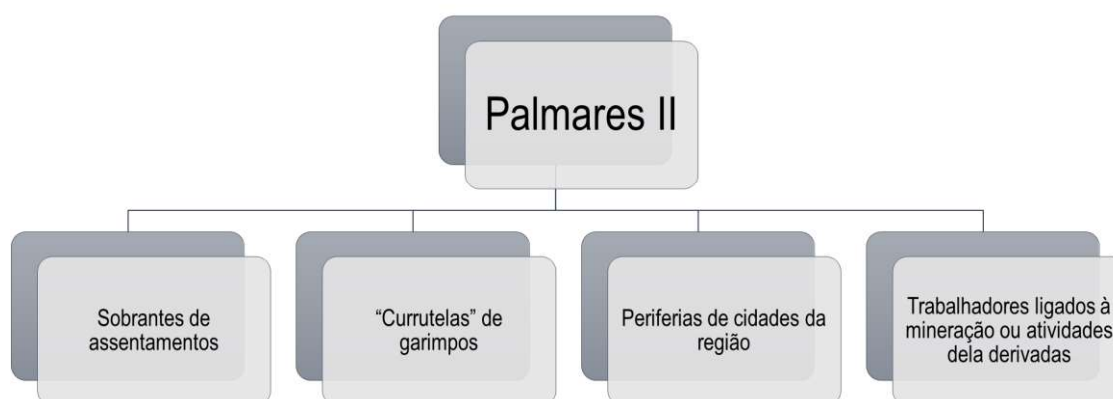 Palmares II
Sobrantes de
assentamentos
“Currutelas” de
garimpos
Periferias de cidades da
região
Trabalhadores ligados à
mineração ou atividades
dela derivadas